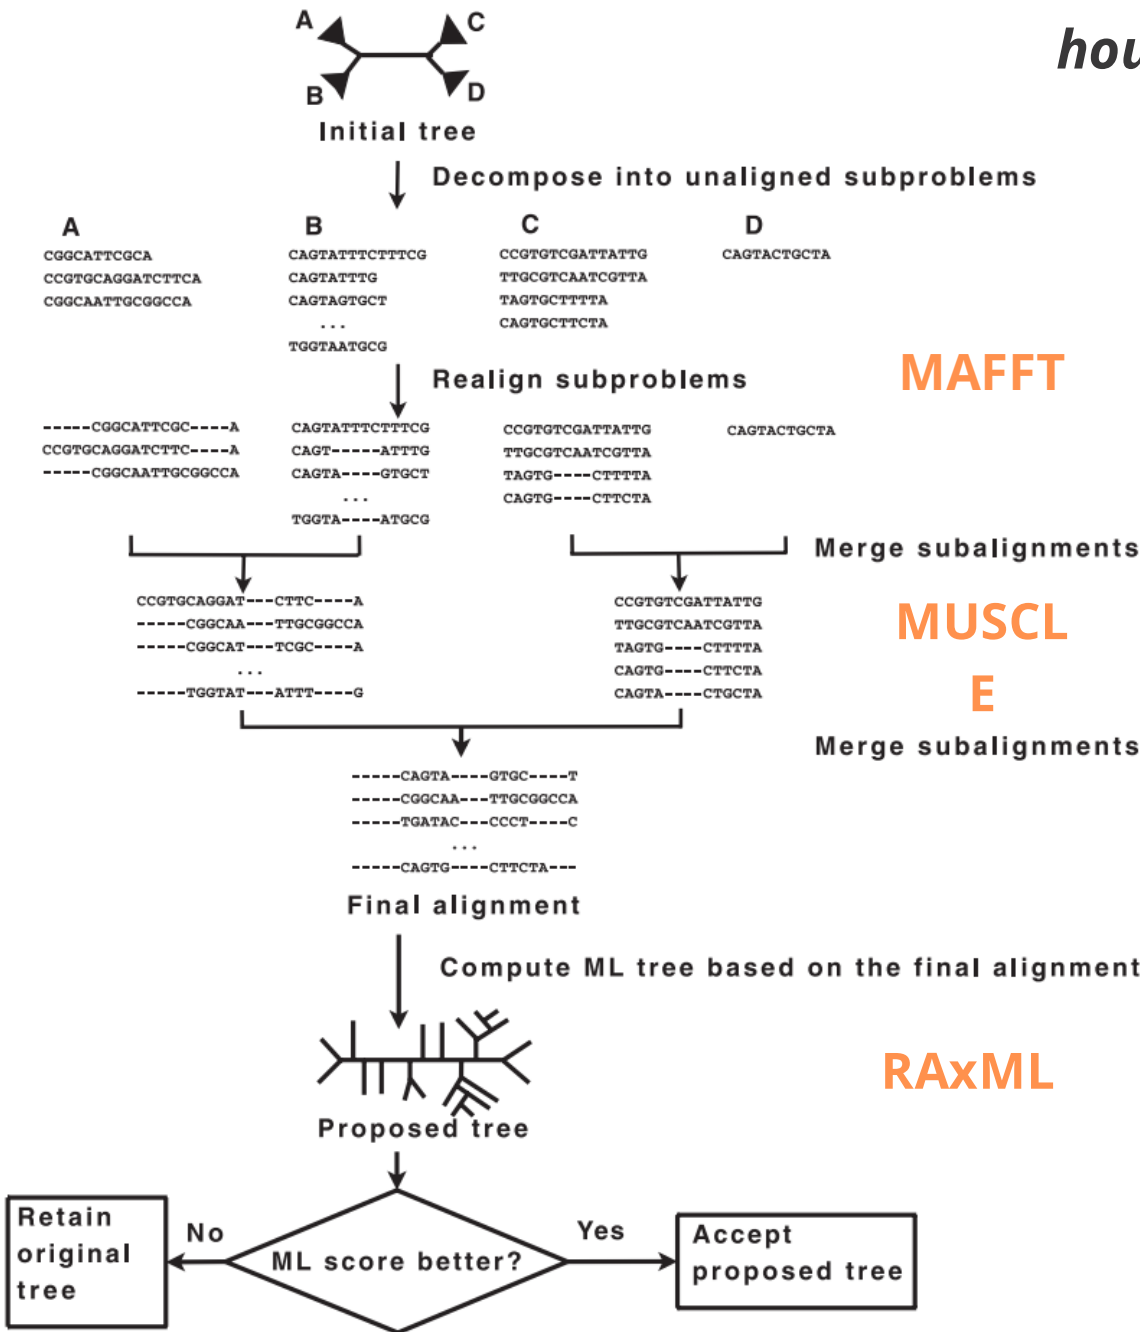 A
C
hou
B
D
Initial tree
Decompose into unaligned subproblems
A B C D
CGGCATTCGCA CAGTATTTCTTTCG CCGTGTCGATTATTG CAGTACTGCTA
CCGTGCAGGATCTTCA CAGTATTTG TTGCGTCAATCGTTA
CGGCAATTGCGGCCA CAGTAGTGCT TAGTGCTTTTA
... CAGTGCTTCTA
TGGTAATGCG
Realign subproblems
MAFFT
-----CGGCATTCGC----A CAGTATTTCTTTCG CCGTGTCGATTATTG CAGTACTGCTA
CCGTGCAGGATCTTC----A CAGT-----ATTTG TTGCGTCAATCGTTA
-----CGGCAATTGCGGCCA CAGTA----GTGCT TAGTG----CTTTTA
... CAGTG----CTTCTA
TGGTA----ATGCG
Merge subalignments
CCGTGCAGGAT---CTTC----A CCGTGTCGATTATTG
-----CGGCAA---TTGCGGCCA TTGCGTCAATCGTTA
-----CGGCAT---TCGC----A TAGTG----CTTTTA
... CAGTG----CTTCTA
-----TGGTAT---ATTT----G CAGTA----CTGCTA
MUSCL
E
Merge subalignments
-----CAGTA----GTGC----T
-----CGGCAA---TTGCGGCCA
-----TGATAC---CCCT----C
...
-----CAGTG----CTTCTA---
Final alignment
Compute ML tree based on the final alignment
RAxML
Proposed tree
Retain
original
tree
No
ML score better?
Yes
Accept
proposed tree